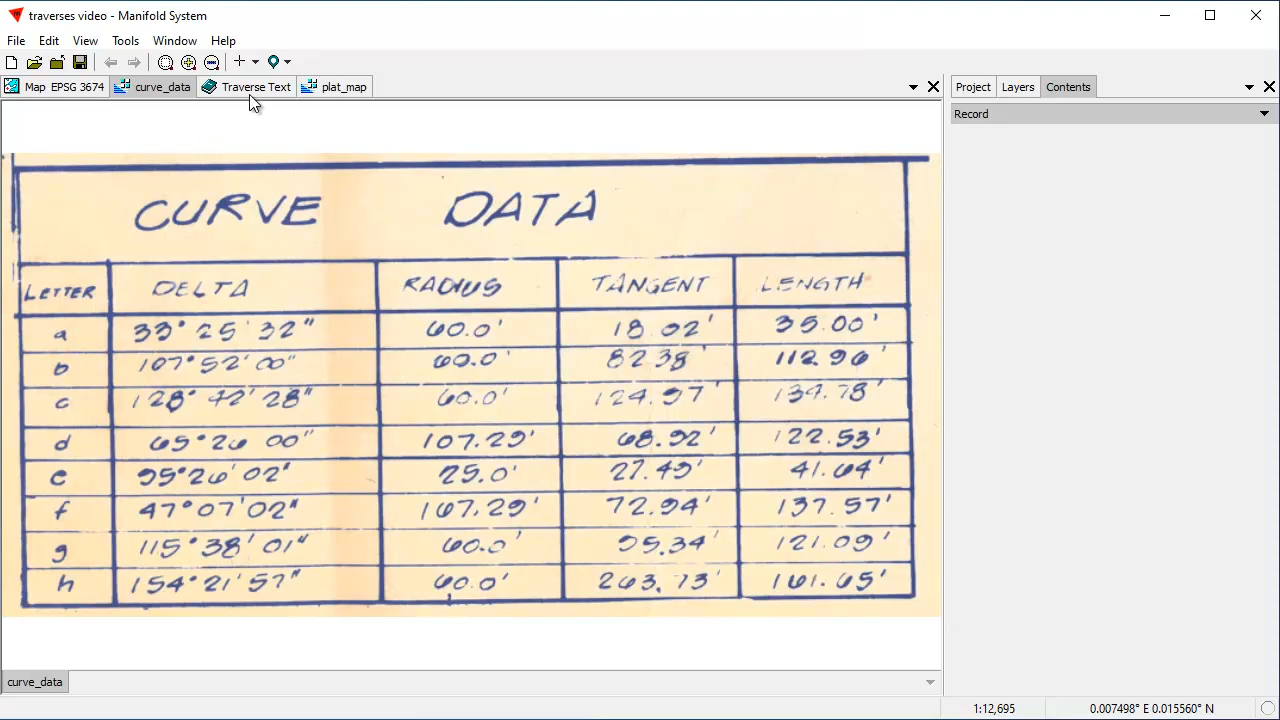 traverses video - Manifold System
File Edit View Tools Window Help
Map EPSG 3674 curve_data Traverse Text plat_map Project Layers Contents
Record
CURVE DATA
LETTER DELTA RADIUS TANGENT LENGTH
a 33° 25' 32" 60.0' 18.02' 35.00'
b 107° 52' 00" 60.0' 82.38' 112.96'
c 128° 42' 28" 60.0' 124.97' 134.78'
d 65° 26 00" 107.29' 68.92' 122.53'
e 95° 26' 02" 25.0' 27.49' 41.64'
f 47° 07' 02" 167.29' 72.94' 137.57'
g 115° 38' 01" 60.0' 95.34' 121.09'
h 154° 21' 57" 60.0' 263.73' 161.65'
curve_data
1:12,695 0.007498° E 0.015560° N